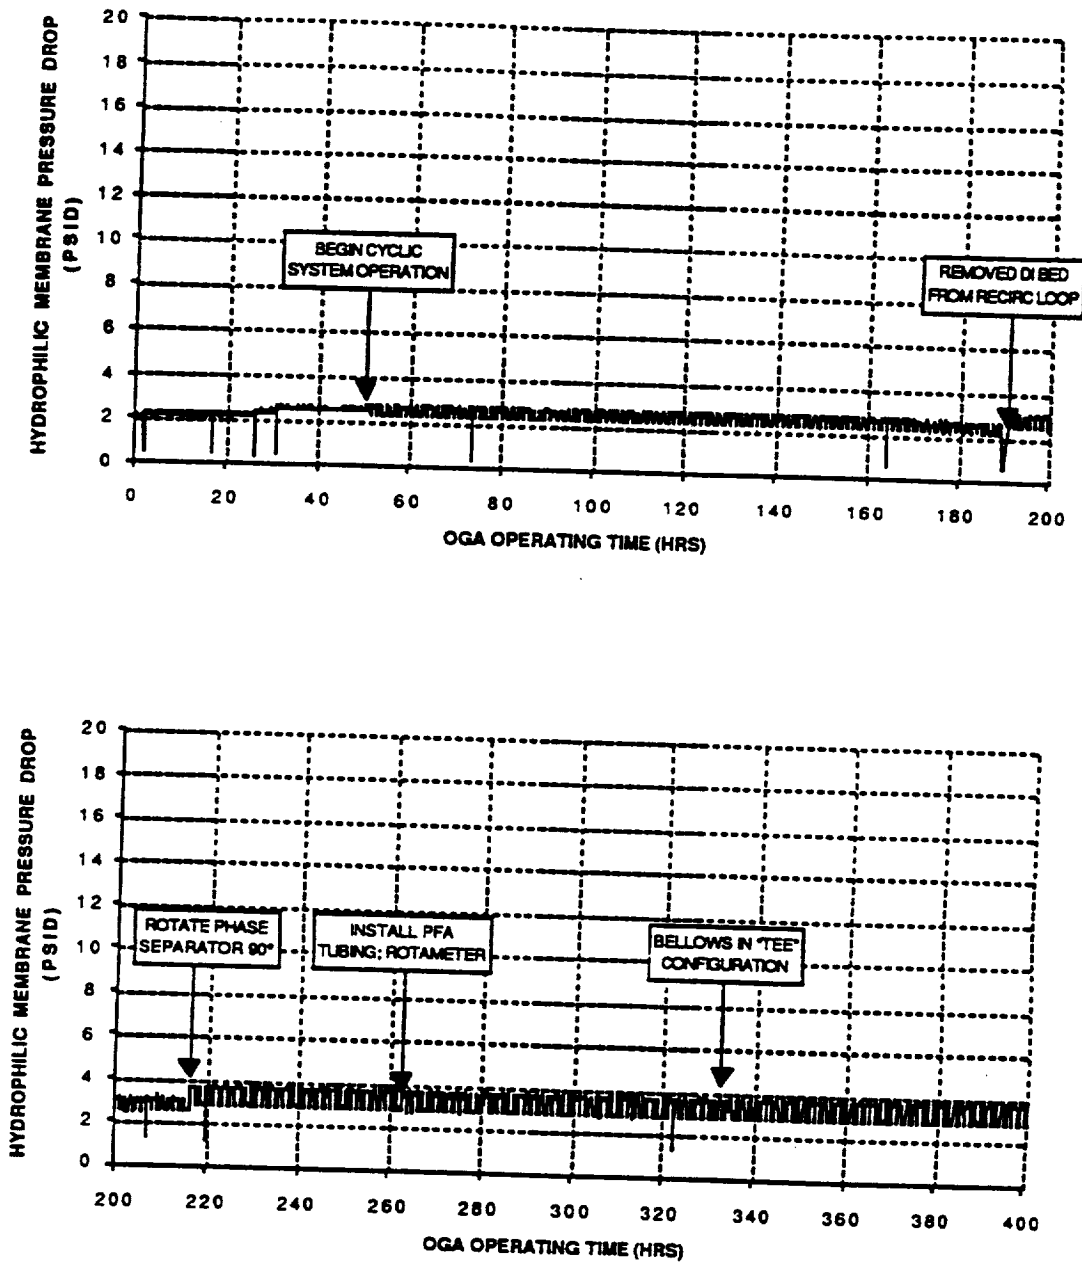 HYDROPHILIC MEMBRANE PRESSURE DROP
(PSID)
20
18
16
14
12
10
8
6
4
2
0
BEGIN CYCLIC
SYSTEM OPERATION
REMOVED DI BED
FROM RECIRC LOOP
0 20 40 60 80 100 120 140 160 180 200
OGA OPERATING TIME (HRS)
HYDROPHILIC MEMBRANE PRESSURE DROP
(PSID)
20
18
16
14
12
10
8
6
4
2
0
ROTATE PHASE
SEPARATOR 90°
INSTALL PFA
TUBING; ROTAMETER
BELLOWS IN "TEE"
CONFIGURATION
200 220 240 260 280 300 320 340 360 380 400
OGA OPERATING TIME (HRS)